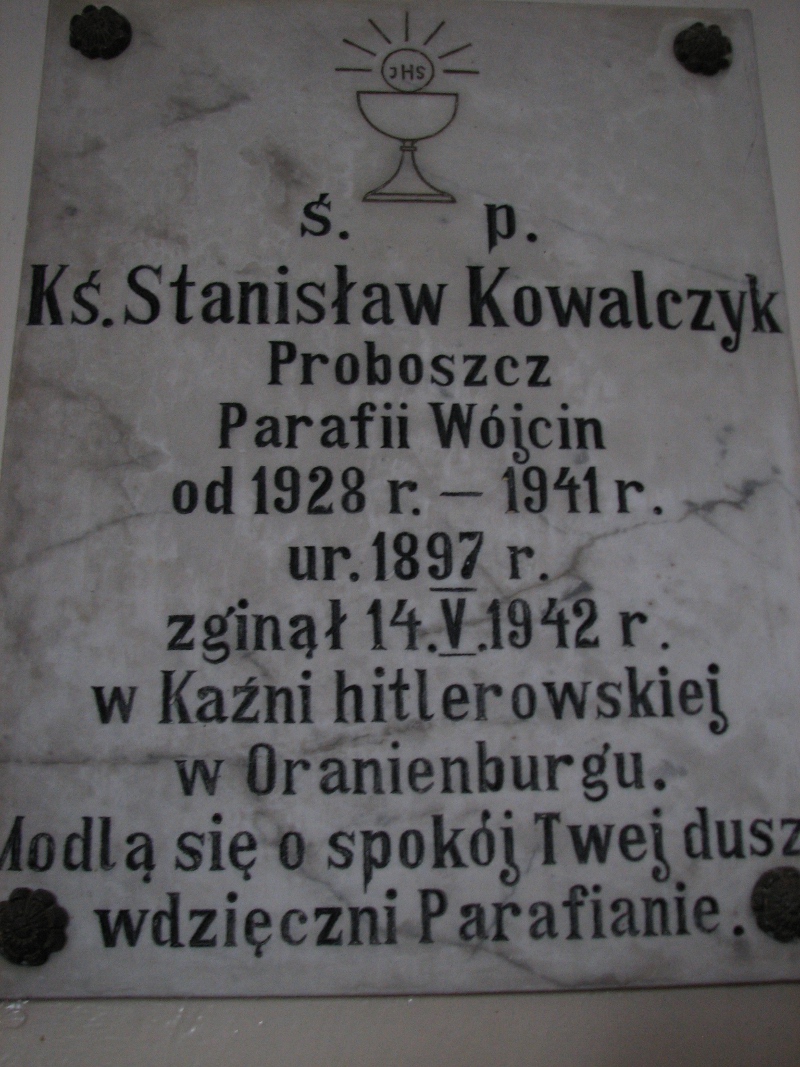 JHS
ś. p.
Kś. Stanisław Kowalczyk
Proboszcz
Parafii Wójcin
od 1928 r. – 1941 r.
ur. 1897 r.
zginął 14.V.1942 r.
w Kaźni hitlerowskiej
w Oranienburgu.
Modlą się o spokój Twej dusz
wdzięczni Parafianie.